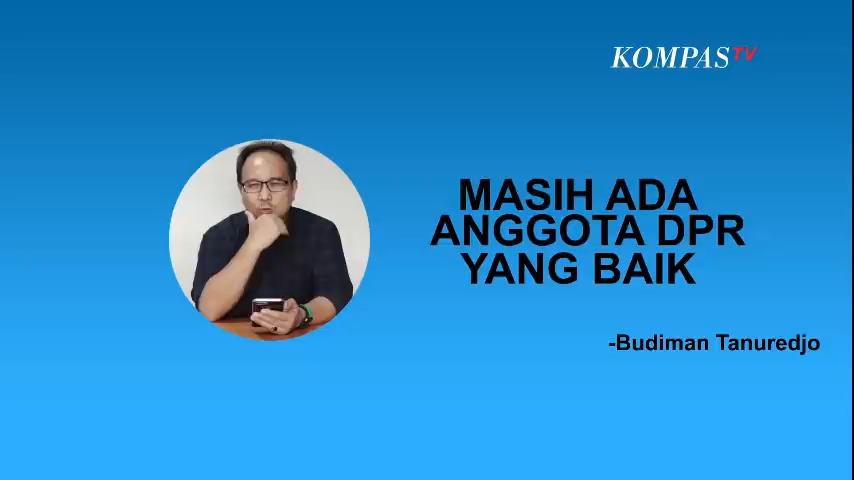 KOMPASTV
MASIH ADA
ANGGOTA DPR
YANG BAIK
-Budiman Tanuredjo